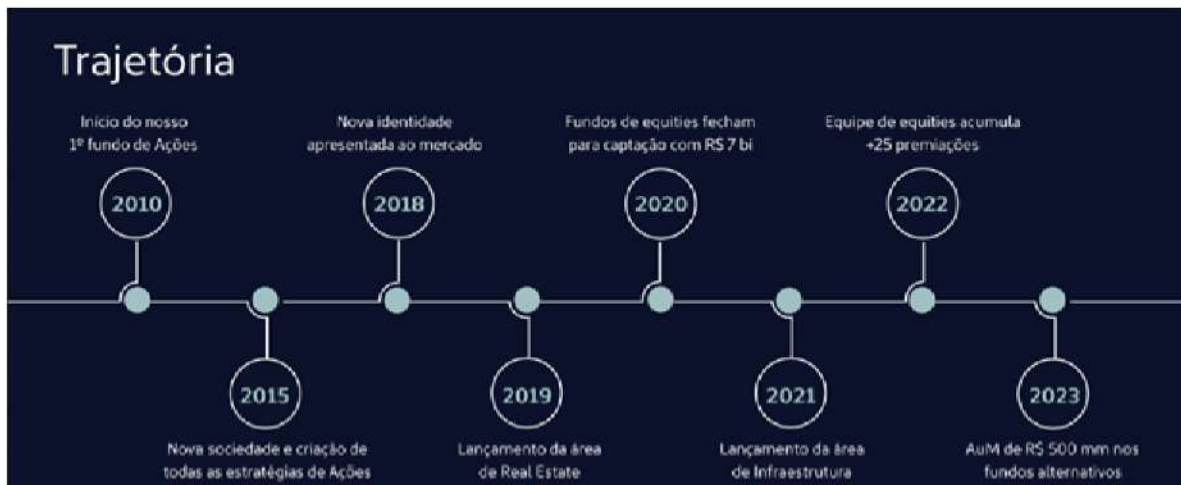 Trajetória
Início do nosso
1º fundo de Ações
2010
Nova sociedade e criação de
todas as estratégias de Ações
2015
Nova identidade
apresentada ao mercado
2018
Lançamento da área
de Real Estate
2019
Fundos de equities fecham
para captação com R$ 7 bi
2020
Lançamento da área
de Infraestrutura
2021
Equipe de equities acumula
+25 premiações
2022
AuM de R$ 500 mm nos
fundos alternativos
2023